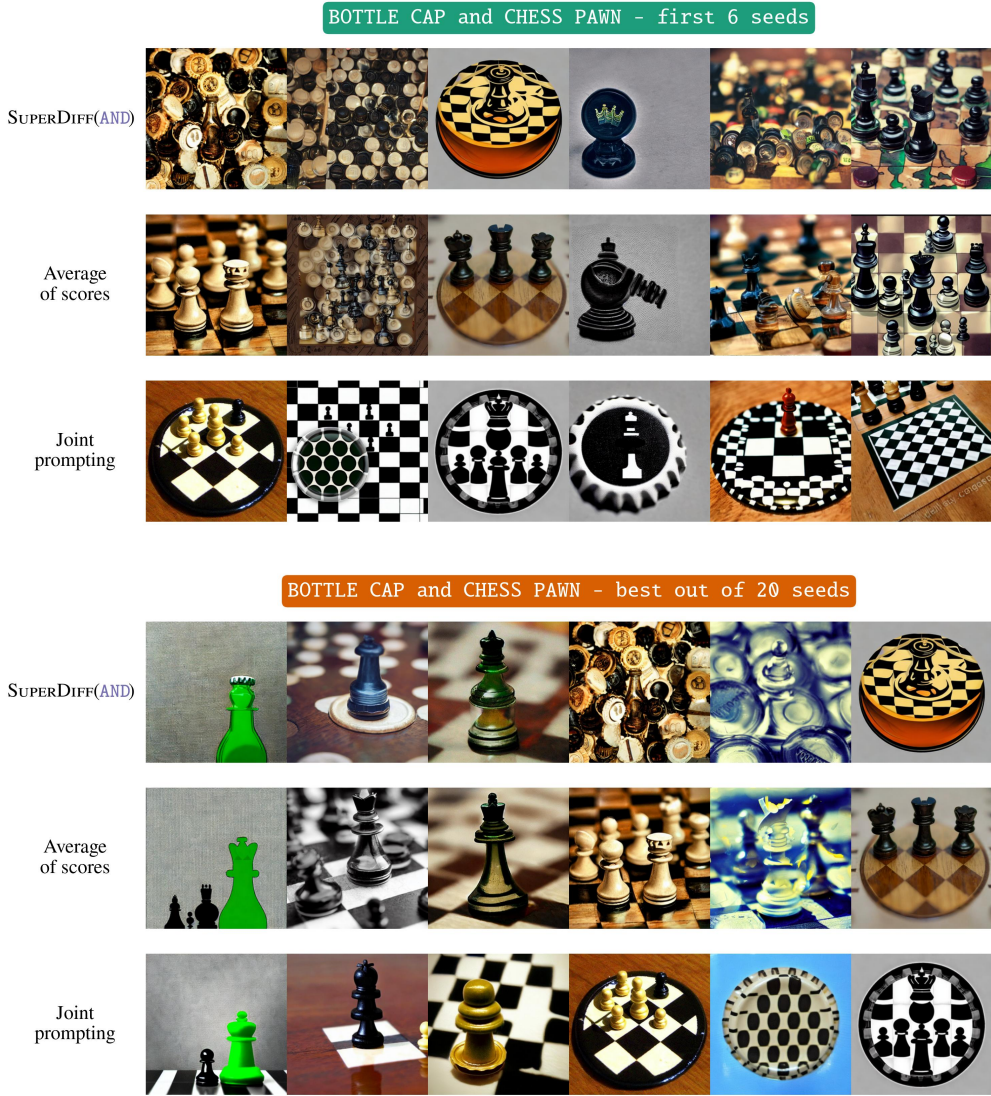 BOTTLE CAP and CHESS PAWN - first 6 seeds
SUPERDIFF(AND)
Average
of scores
Joint
prompting
BOTTLE CAP and CHESS PAWN - best out of 20 seeds
SUPERDIFF(AND)
Average
of scores
Joint
prompting